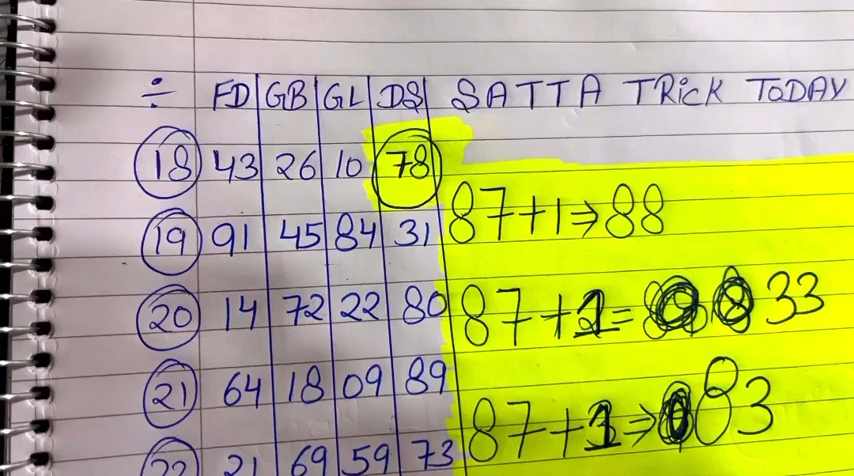 ÷ FD GB GL DS SATTA TRICK TODAY
18 43 26 10 78
87+1⇒88
19 91 45 84 31
20 14 72 22 80 87+1= 33
21 64 18 09 89
87+1⇒ 83
22 21 69 59 73